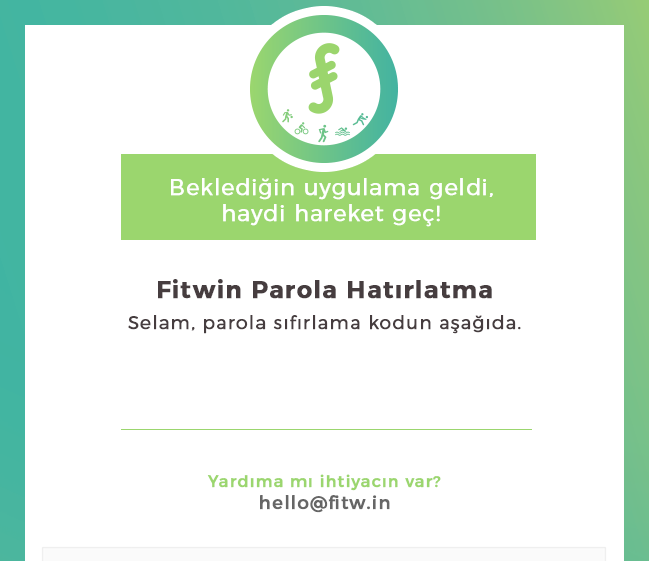 Beklediğin uygulama geldi,
haydi hareket geç!
Fitwin Parola Hatırlatma
Selam, parola sıfırlama kodun aşağıda.
Yardıma mı ihtiyacın var?
hello@fitw.in